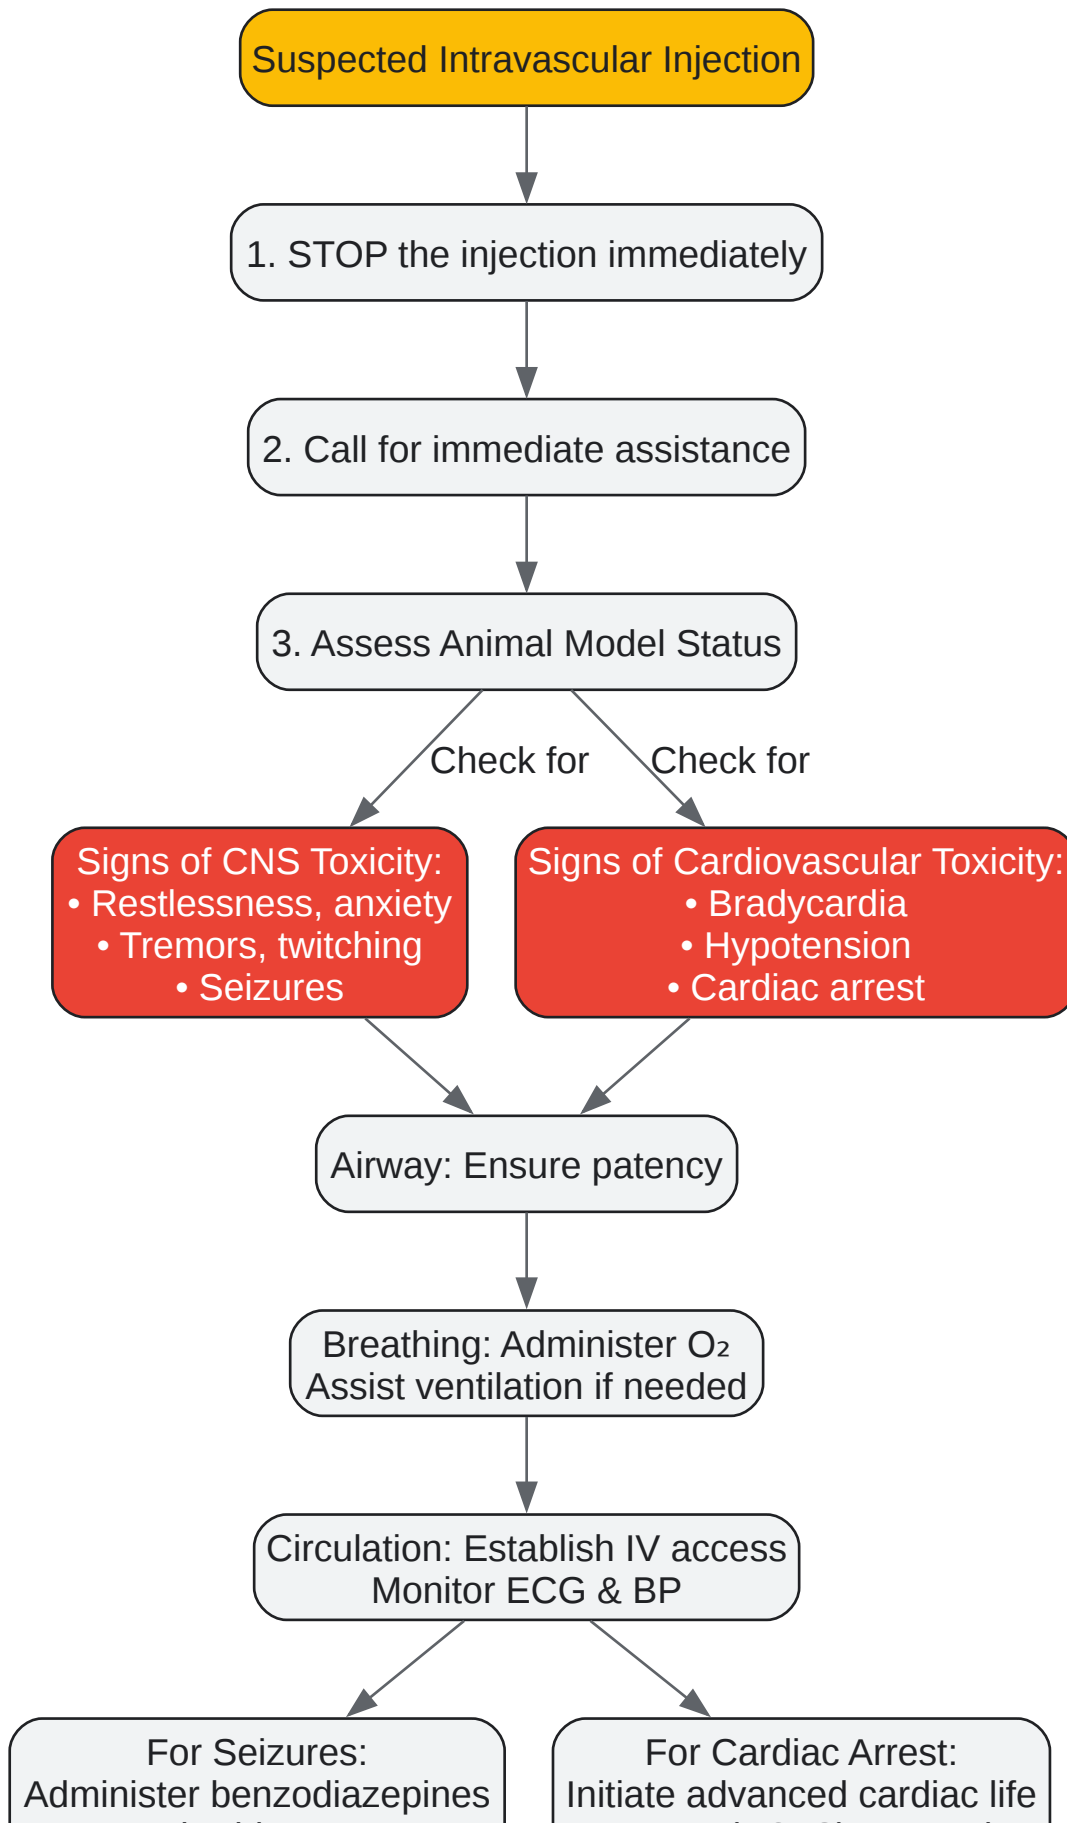 Suspected Intravascular Injection
1. STOP the injection immediately
2. Call for immediate assistance
3. Assess Animal Model Status
Check for
Check for
Signs of CNS Toxicity:
• Restlessness, anxiety
• Tremors, twitching
• Seizures
Signs of Cardiovascular Toxicity:
• Bradycardia
• Hypotension
• Cardiac arrest
Airway: Ensure patency
Breathing: Administer O₂
Assist ventilation if needed
Circulation: Establish IV access
Monitor ECG & BP
For Seizures:
Administer benzodiazepines
For Cardiac Arrest:
Initiate advanced cardiac life